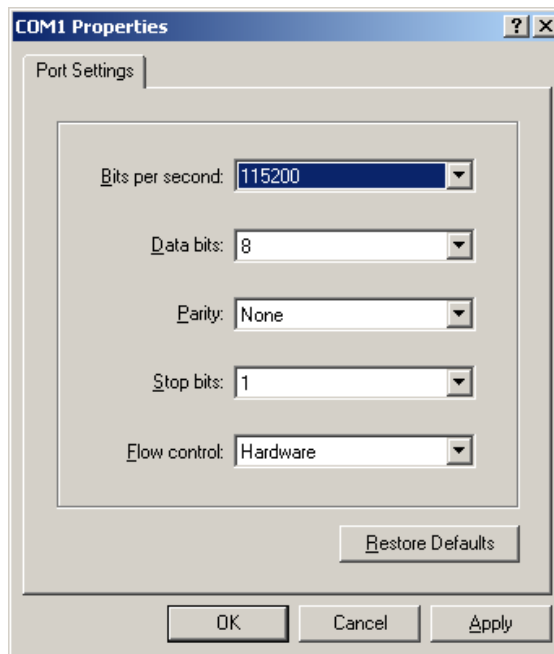 COM1 Properties
Port Settings
Bits per second: 115200
Data bits: 8
Parity: None
Stop bits: 1
Flow control: Hardware
Restore Defaults
OK Cancel Apply